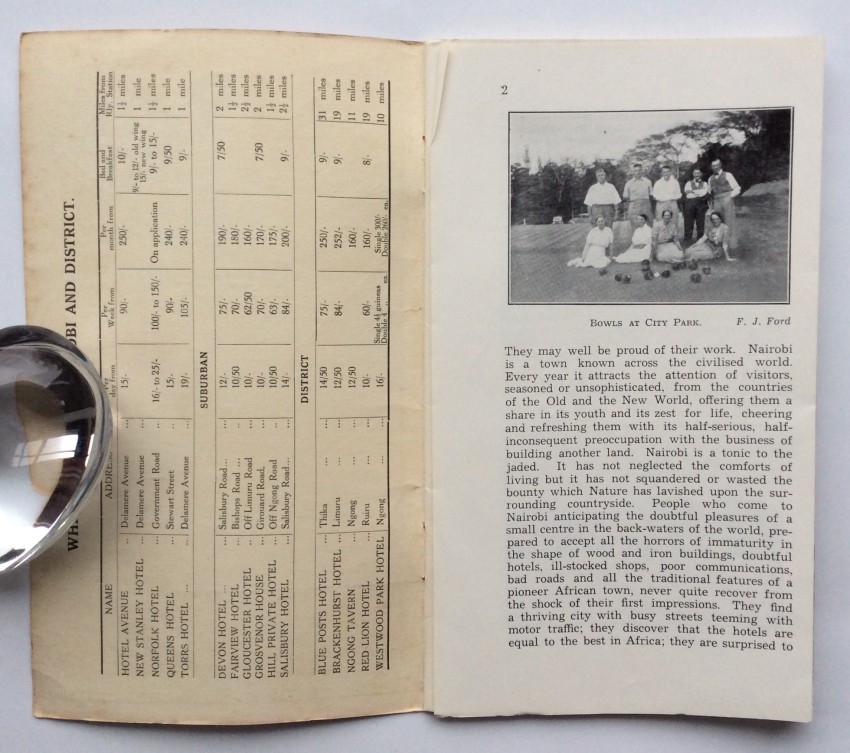 WH OBI AND DISTRICT.
NAME ADDRE Per day from Per Week from Per month from Bed and Breakfast Miles from Rly. Station
HOTEL AVENUE ... Delamere Avenue ... 15/- 90/- 250/- 10/- 1½ miles
NEW STANLEY HOTEL Delamere Avenue ... 9/- to 12/- old wing 15/- new wing 1 mile
NORFOLK HOTEL ... Government Road .. 16/- to 25/- 100/- to 150/- On application 9/- to 15/- 1½ miles
QUEENS HOTEL ... Stewart Street ... 15/- 90/- 240/- 9/50 1 mile
TORRS HOTEL ... ... Delamere Avenue ... 19/- 105/- 240/- 9/- 1 mile
SUBURBAN
DEVON HOTEL ... ... Salisbury Road... ... 12/- 75/- 190/- 7/50 2 miles
FAIRVIEW HOTEL ... Bishops Road ... ... 10/50 70/- 180/- 1½ miles
GLOUCESTER HOTEL .. Off Limuru Road .. 10/- 62/50 160/- 2½ miles
GROSVENOR HOUSE ... Girouard Road, ... 10/- 70/- 170/- 7/50 2 miles
HILL PRIVATE HOTEL .. Off Ngong Road ... 10/50 63/- 175/- 1½ miles
SALISBURY HOTEL ... Salisbury Road... ... 14/- 84/- 200/- 9/- 2½ miles
DISTRICT
BLUE POSTS HOTEL ... Thika ... ... 14/50 75/- 250/- 9/- 31 miles
BRACKENHURST HOTEL ... Limuru ... ... 12/50 84/- 252/- 9/- 19 miles
NGONG TAVERN ... Ngong ... ... 12/50 160/- 11 miles
RED LION HOTEL ... Ruiru ... ... 10/- 60/- 160/- 8/- 19 miles
WESTWOOD PARK HOTEL Ngong ... ... 16/- Single 4½ guineas Double ea. Single 300/- Double 260/- ea. 10 miles
2
BOWLS AT CITY PARK. F. J. Ford
They may well be proud of their work. Nairobi
is a town known across the civilised world.
Every year it attracts the attention of visitors,
seasoned or unsophisticated, from the countries
of the Old and the New World, offering them a
share in its youth and its zest for life, cheering
and refreshing them with its half-serious, half-
inconsequent preoccupation with the business of
building another land. Nairobi is a tonic to the
jaded. It has not neglected the comforts of
living but it has not squandered or wasted the
bounty which Nature has lavished upon the sur-
rounding countryside. People who come to
Nairobi anticipating the doubtful pleasures of a
small centre in the back-waters of the world, pre-
pared to accept all the horrors of immaturity in
the shape of wood and iron buildings, doubtful
hotels, ill-stocked shops, poor communications,
bad roads and all the traditional features of a
pioneer African town, never quite recover from
the shock of their first impressions. They find
a thriving city with busy streets teeming with
motor traffic; they discover that the hotels are
equal to the best in Africa; they are surprised to